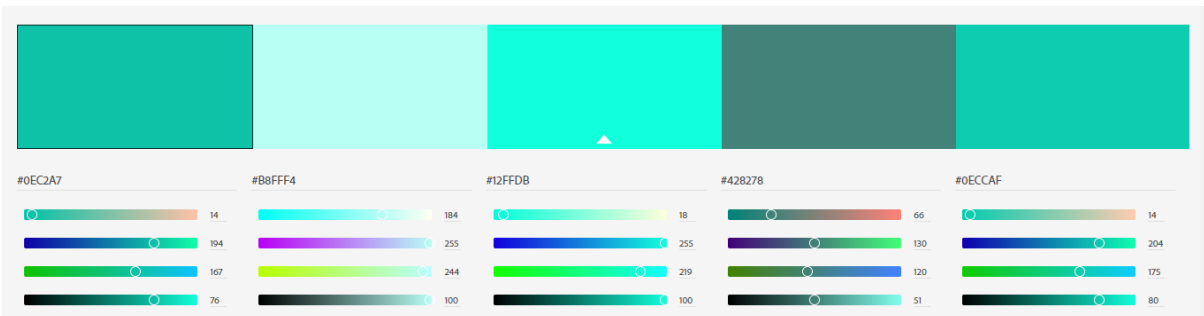 #0EC2A7 #B8FFF4 #12FFDB #428278 #0ECCAF
14 184 18 66 14
194 255 255 130 204
167 244 219 120 175
76 100 100 51 80